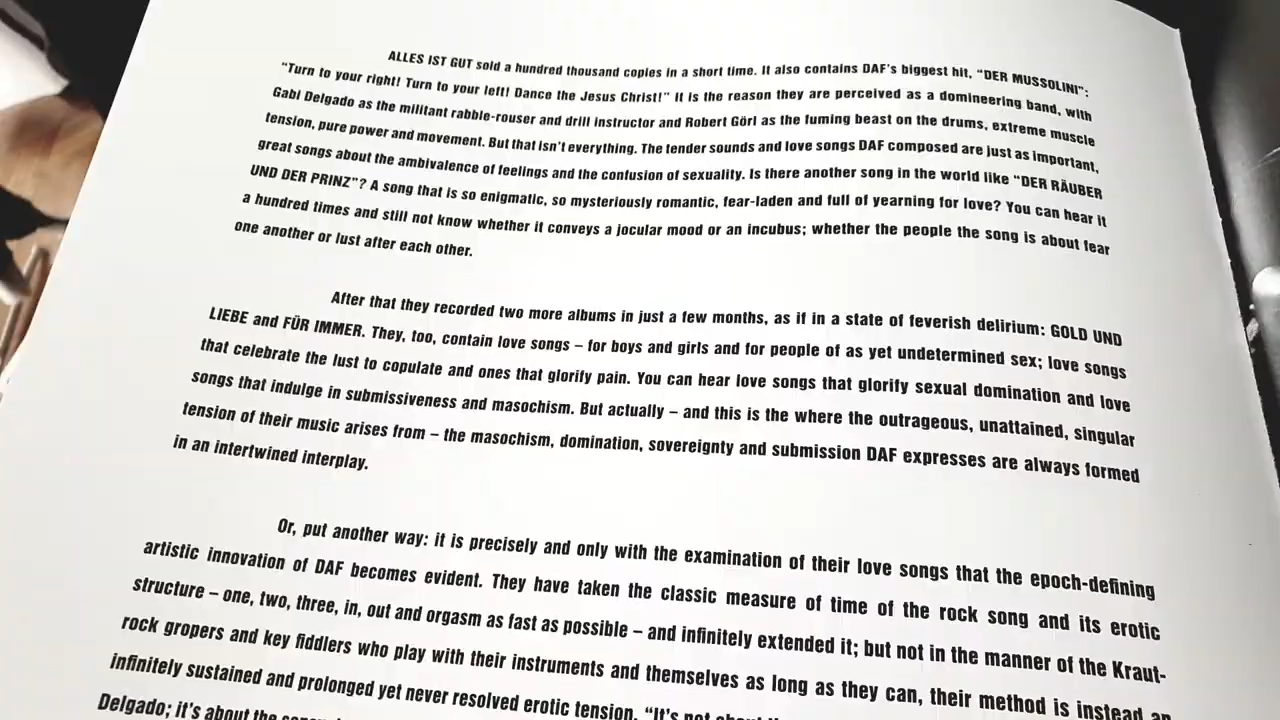 ALLES IST GUT sold a hundred thousand copies in a short time. It also contains DAF's biggest hit, “DER MUSSOLINI”:
“Turn to your right! Turn to your left! Dance the Jesus Christ!” It is the reason they are perceived as a domineering band, with
Gabi Delgado as the militant rabble-rouser and drill instructor and Robert Görl as the fuming beast on the drums, extreme muscle
tension, pure power and movement. But that isn't everything. The tender sounds and love songs DAF composed are just as important,
great songs about the ambivalence of feelings and the confusion of sexuality. Is there another song in the world like “DER RÄUBER
UND DER PRINZ”? A song that is so enigmatic, so mysteriously romantic, fear-laden and full of yearning for love? You can hear it
a hundred times and still not know whether it conveys a jocular mood or an incubus; whether the people the song is about fear
one another or lust after each other.
After that they recorded two more albums in just a few months, as if in a state of feverish delirium: GOLD UND
LIEBE and FÜR IMMER. They, too, contain love songs – for boys and girls and for people of as yet undetermined sex; love songs
that celebrate the lust to copulate and ones that glorify pain. You can hear love songs that glorify sexual domination and love
songs that indulge in submissiveness and masochism. But actually – and this is the where the outrageous, unattained, singular
tension of their music arises from – the masochism, domination, sovereignty and submission DAF expresses are always formed
in an intertwined interplay.
Or, put another way: it is precisely and only with the examination of their love songs that the epoch-defining
artistic innovation of DAF becomes evident. They have taken the classic measure of time of the rock song and its erotic
structure – one, two, three, in, out and orgasm as fast as possible – and infinitely extended it; but not in the manner of the Kraut-
rock gropers and key fiddlers who play with their instruments and themselves as long as they can, their method is instead an
infinitely sustained and prolonged yet never resolved erotic tension. “It's not about
Delgado; it's about the